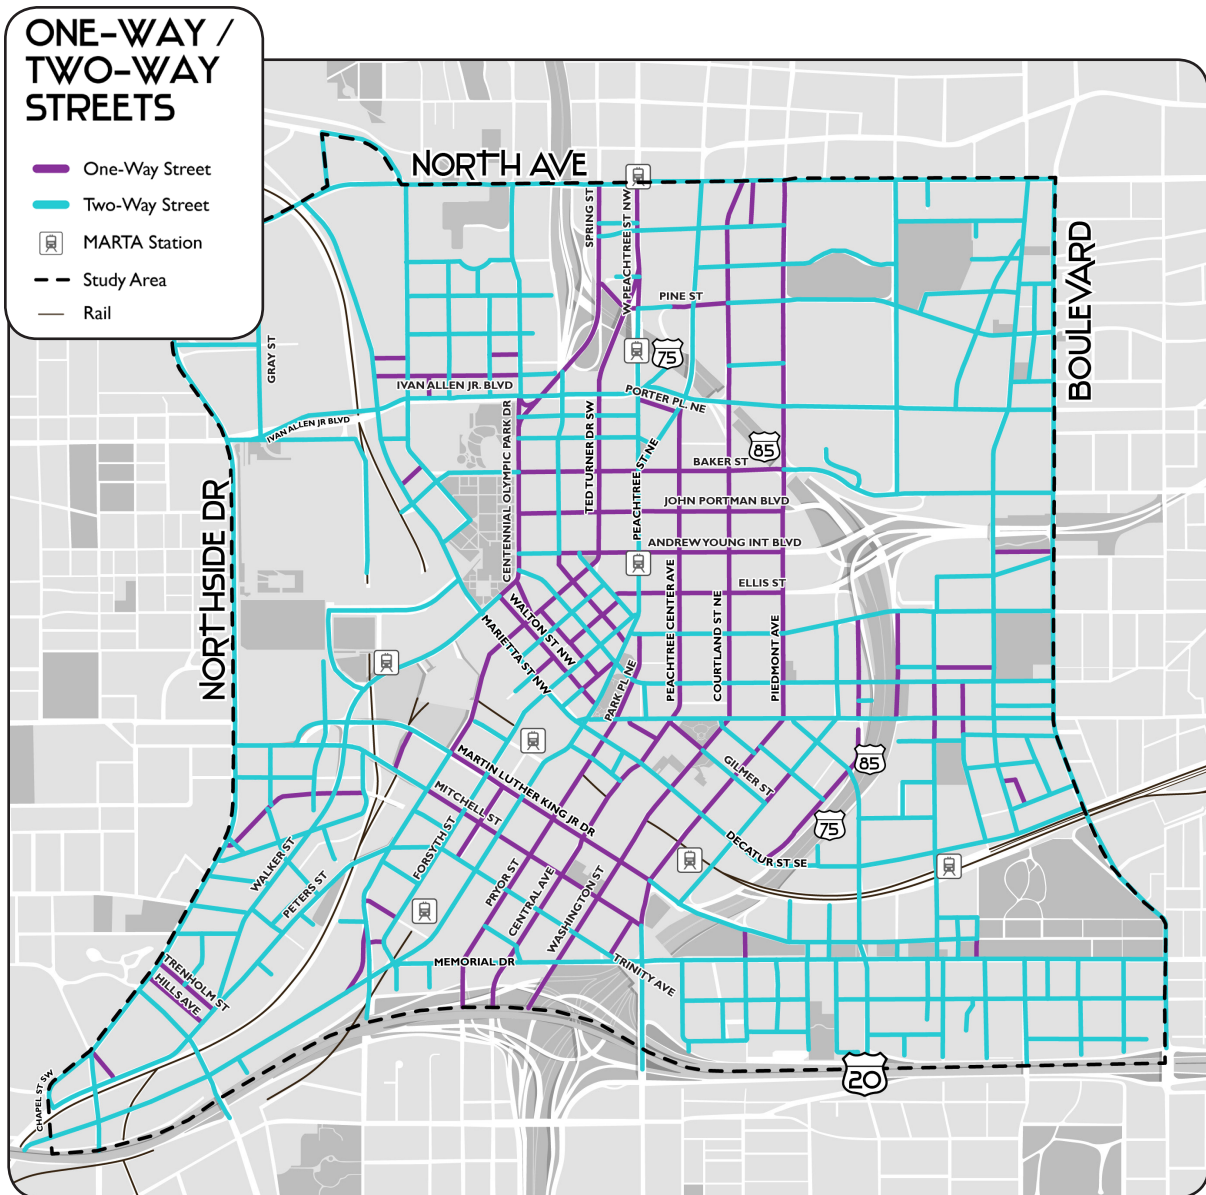 ONE-WAY /
TWO-WAY
STREETS
One-Way Street
Two-Way Street
MARTA Station
Study Area
Rail
NORTH AVE
SPRING ST
W PEACHTREE ST NW
PINE ST
BOULEVARD
GRAY ST
75
IVAN ALLEN JR. BLVD
PORTER PL. NE
IVAN ALLEN JR BLVD
CENTENNIAL OLYMPIC PARK DR
TED TURNER DR SW
PEACHTREE ST NE
85
BAKER ST
JOHN PORTMAN BLVD
NORTHSIDE DR
ANDREW YOUNG INT BLVD
ELLIS ST
PEACHTREE CENTER AVE
COURTLAND ST NE
PIEDMONT AVE
WALTON ST NW
MARIETTA ST NW
PARK PL NE
MARTIN LUTHER KING JR DR
GILMER ST
85
MITCHELL ST
75
FORSYTH ST
DECATUR ST SE
WALKER ST
PETERS ST
PRYOR ST
CENTRAL AVE
WASHINGTON ST
MEMORIAL DR
TRINITY AVE
TRENHOLM ST
HILLS AVE
20
CHAPEL ST SW